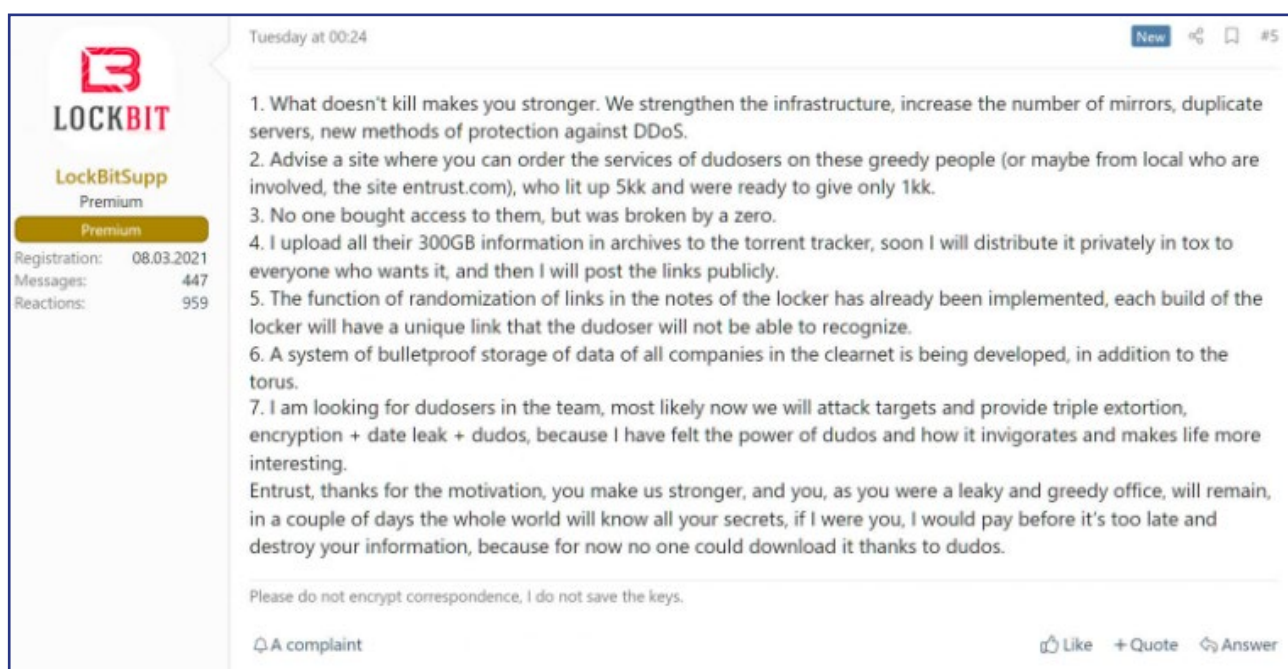 LOCKBIT
LockBitSupp
Premium
Premium
Registration: 08.03.2021
Messages: 447
Reactions: 959
Tuesday at 00:24
New #5
1. What doesn't kill makes you stronger. We strengthen the infrastructure, increase the number of mirrors, duplicate
servers, new methods of protection against DDoS.
2. Advise a site where you can order the services of dudosers on these greedy people (or maybe from local who are
involved, the site entrust.com), who lit up 5kk and were ready to give only 1kk.
3. No one bought access to them, but was broken by a zero.
4. I upload all their 300GB information in archives to the torrent tracker, soon I will distribute it privately in tox to
everyone who wants it, and then I will post the links publicly.
5. The function of randomization of links in the notes of the locker has already been implemented, each build of the
locker will have a unique link that the dudoser will not be able to recognize.
6. A system of bulletproof storage of data of all companies in the clearnet is being developed, in addition to the
torus.
7. I am looking for dudosers in the team, most likely now we will attack targets and provide triple extortion,
encryption + date leak + dudos, because I have felt the power of dudos and how it invigorates and makes life more
interesting.
Entrust, thanks for the motivation, you make us stronger, and you, as you were a leaky and greedy office, will remain,
in a couple of days the whole world will know all your secrets, if I were you, I would pay before it's too late and
destroy your information, because for now no one could download it thanks to dudos.
Please do not encrypt correspondence, I do not save the keys.
A complaint
Like + Quote Answer